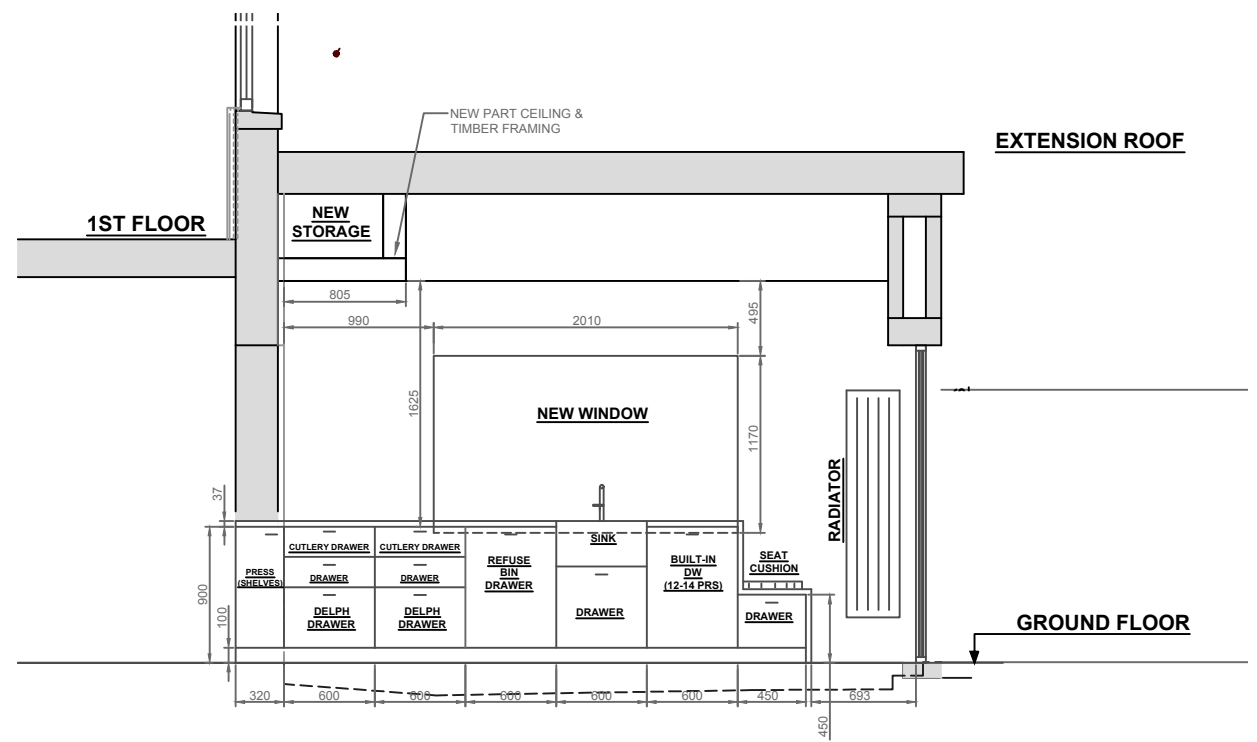 NEW PART CEILING &
TIMBER FRAMING
EXTENSION ROOF
1ST FLOOR
NEW
STORAGE
805
990
2010
495
1625
NEW WINDOW
1170
RADIATOR
37
CUTLERY DRAWER
CUTLERY DRAWER
SINK
PRESS
(SHELVES)
DRAWER
DRAWER
REFUSE
BIN
DRAWER
BUILT-IN
DW
(12-14 PRS)
SEAT
CUSHION
900
100
DELPH
DRAWER
DELPH
DRAWER
DRAWER
DRAWER
450
GROUND FLOOR
320
600
600
600
600
600
450
693
450